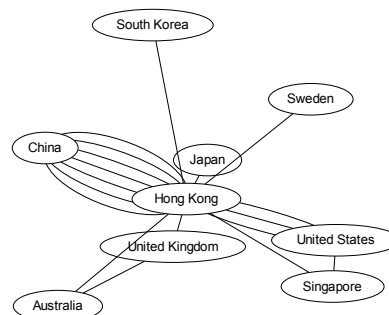 South Korea
Sweden
China
Japan
Hong Kong
United Kingdom
United States
Singapore
Australia